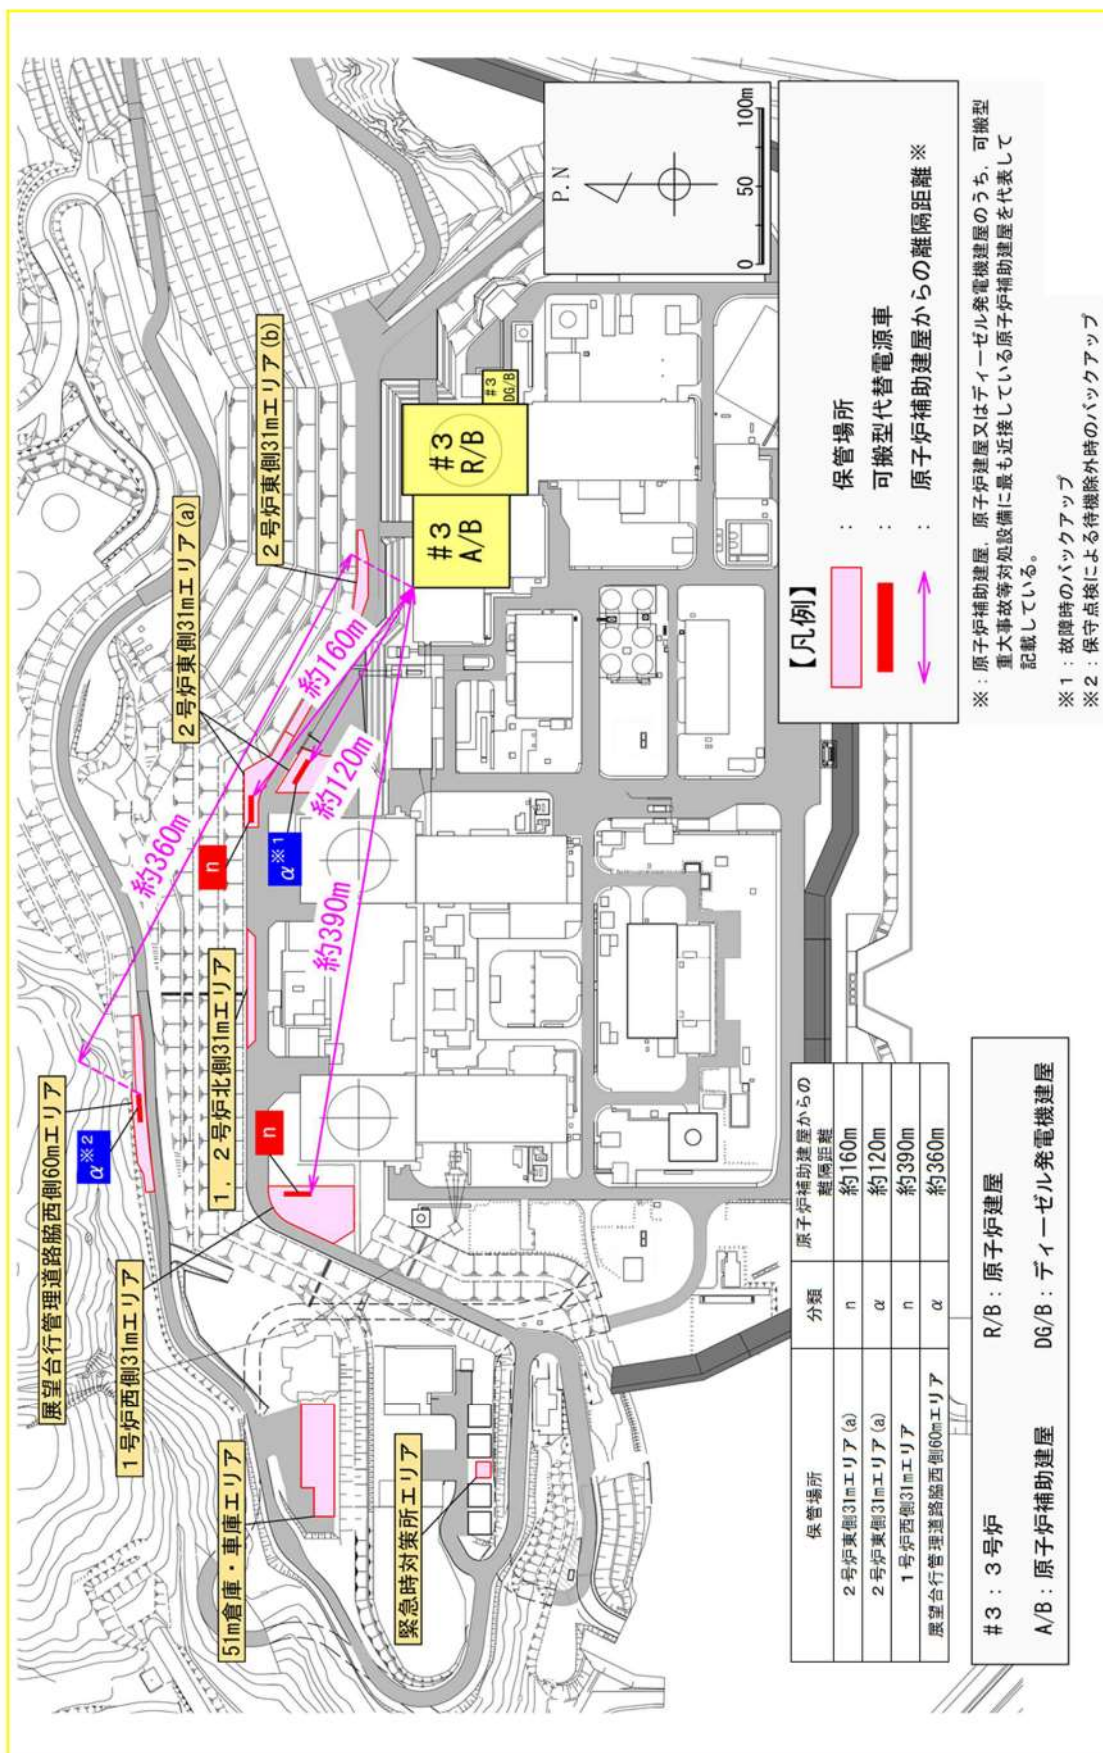 展望台行管理道路脇西側60mエリア
α※2
1号炉西側31mエリア
51m倉庫・車庫エリア
緊急時対策所エリア
1, 2号炉北側31mエリア
2号炉東側31mエリア(a)
2号炉東側31mエリア(b)
n
α※1
n
約360m
約160m
約120m
約390m
#3
A/B
#3
R/B
#3
DG/B
P.N
0 50 100m
【凡例】
: 保管場所
: 可搬型代替電源車
: 原子炉補助建屋からの離隔距離※
※:原子炉補助建屋，原子炉建屋又はディーゼル発電機建屋のうち，可搬型
重大事故等対処設備に最も近接している原子炉補助建屋を代表して
記載している。
※1:故障時のバックアップ
※2:保守点検による待機除外時のバックアップ
保管場所 分類 原子炉補助建屋からの
離隔距離
2号炉東側31mエリア(a) n 約160m
2号炉東側31mエリア(a) α 約120m
1号炉西側31mエリア n 約390m
展望台行管理道路脇西側60mエリア α 約360m
#3:3号炉 R/B:原子炉建屋
A/B:原子炉補助建屋 DG/B:ディーゼル発電機建屋